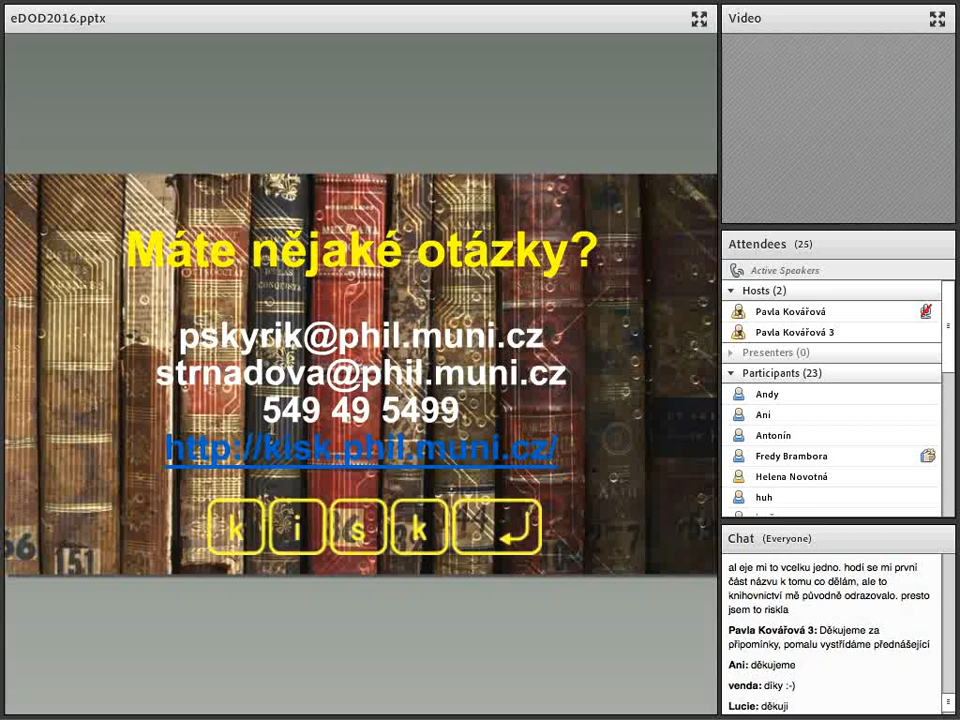 eDOD2016.pptx
Máte nějaké otázky?
pskyrik@phil.muni.cz
strnadova@phil.muni.cz
549 49 5499
http://kisk.phil.muni.cz/
k i s k
151
Video
Attendees (25)
Active Speakers
Hosts (2)
Pavla Kovářová
Pavla Kovářová 3
Presenters (0)
Participants (23)
Andy
Ani
Antonín
Fredy Brambora
Helena Novotná
huh
Chat (Everyone)
al eje mi to vcelku jedno. hodí se mi první
část názvu k tomu co dělám, ale to
knihovnictví mě původně odrazovalo. presto
jsem to riskla
Pavla Kovářová 3: Děkujeme za
připomínky, pomalu vystřídáme přednášející
Ani: děkujeme
venda: díky :-)
Lucie: děkuji